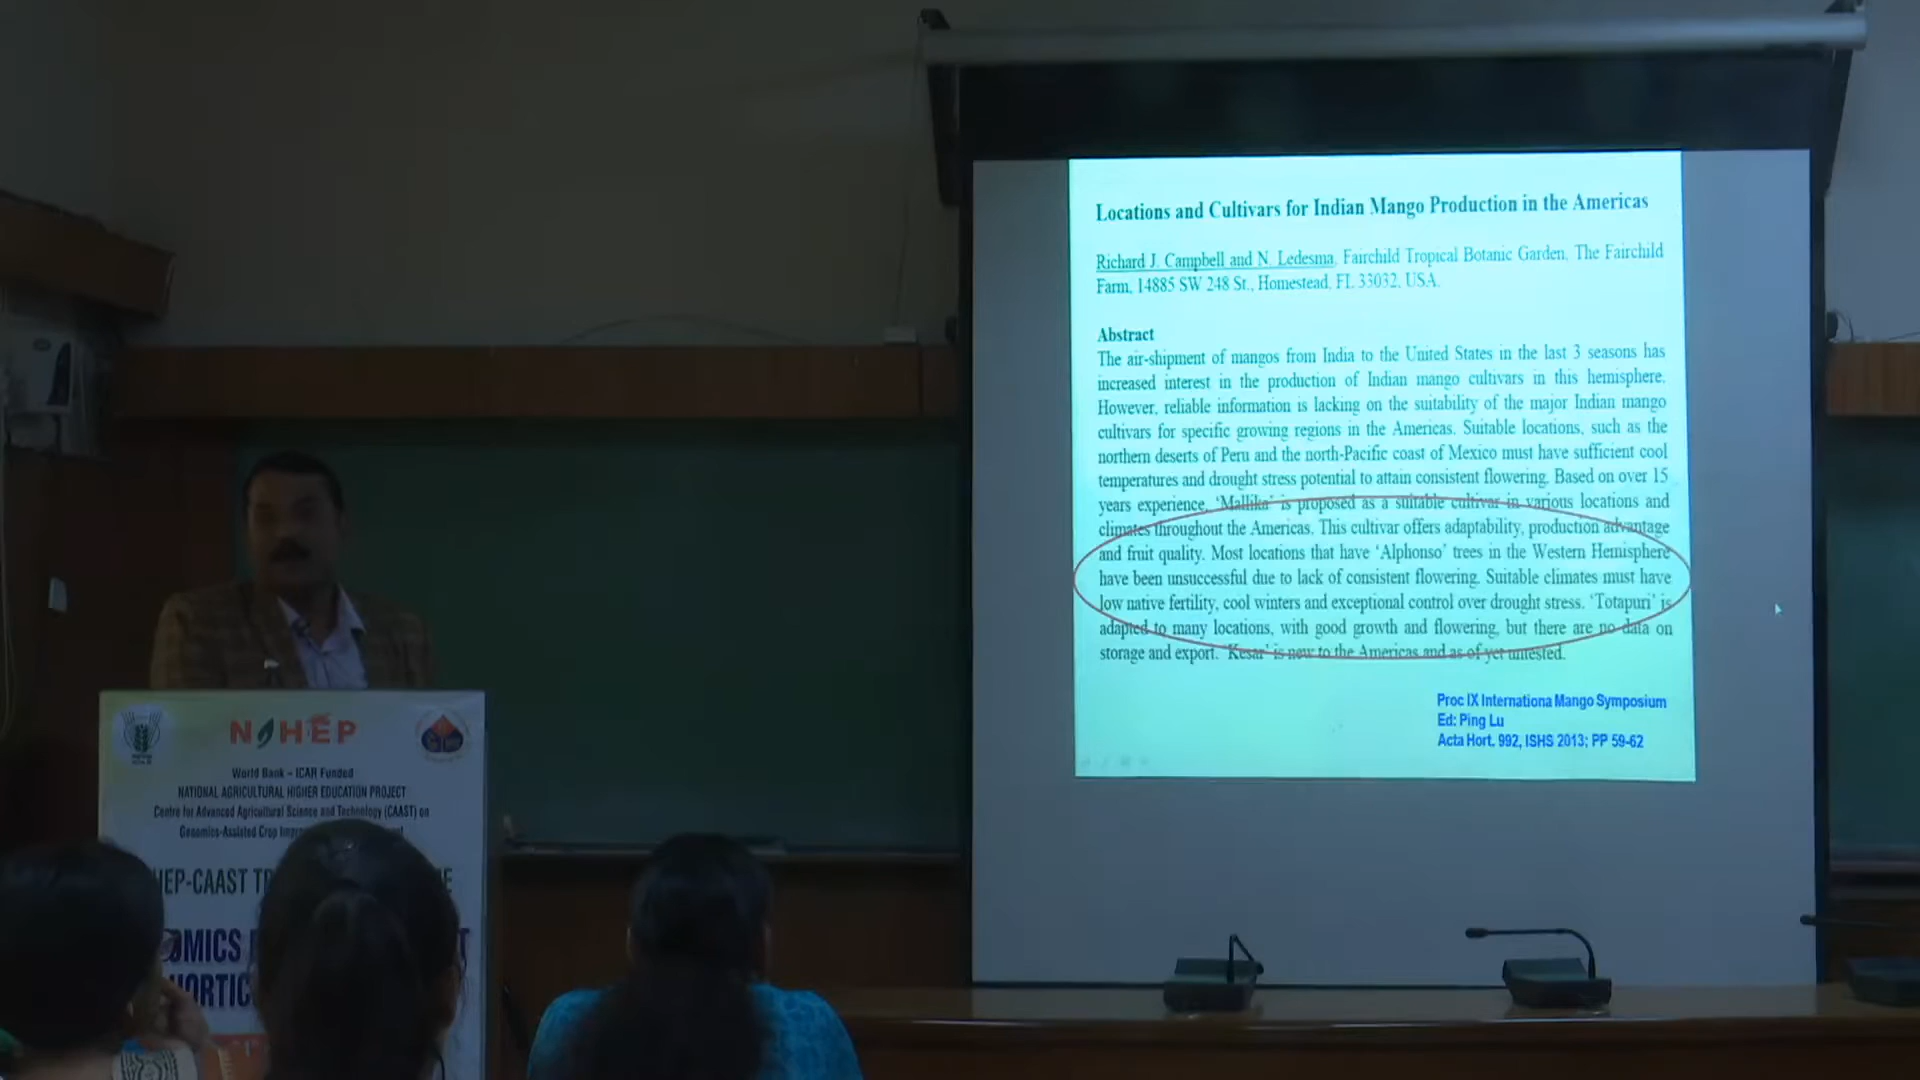 Locations and Cultivars for Indian Mango Production in the Americas
Richard J. Campbell and N. Ledesma, Fairchild Tropical Botanic Garden, The Fairchild
Farm, 14885 SW 248 St., Homestead, FL 33032, USA.
Abstract
The air-shipment of mangos from India to the United States in the last 3 seasons has
increased interest in the production of Indian mango cultivars in this hemisphere.
However, reliable information is lacking on the suitability of the major Indian mango
cultivars for specific growing regions in the Americas. Suitable locations, such as the
northern deserts of Peru and the north-Pacific coast of Mexico must have sufficient cool
temperatures and drought stress potential to attain consistent flowering. Based on over 15
years experience, ‘Mallika’ is proposed as a suitable cultivar in various locations and
climates throughout the Americas. This cultivar offers adaptability, production advantage
and fruit quality. Most locations that have ‘Alphonso’ trees in the Western Hemisphere
have been unsuccessful due to lack of consistent flowering. Suitable climates must have
low native fertility, cool winters and exceptional control over drought stress. ‘Totapuri’ is
adapted to many locations, with good growth and flowering, but there are no data on
storage and export. ‘Kesar’ is new to the Americas and as of yet untested.
Proc IX Internationa Mango Symposium
Ed: Ping Lu
Acta Hort. 992, ISHS 2013; PP 59-62
NAHEP
World Bank – ICAR Funded
NATIONAL AGRICULTURAL HIGHER EDUCATION PROJECT
Centre for Advanced Agricultural Science and Technology (CAAST) on
Genomics-Assisted Crop
HEP-CAAST
OMICS
HORTIC